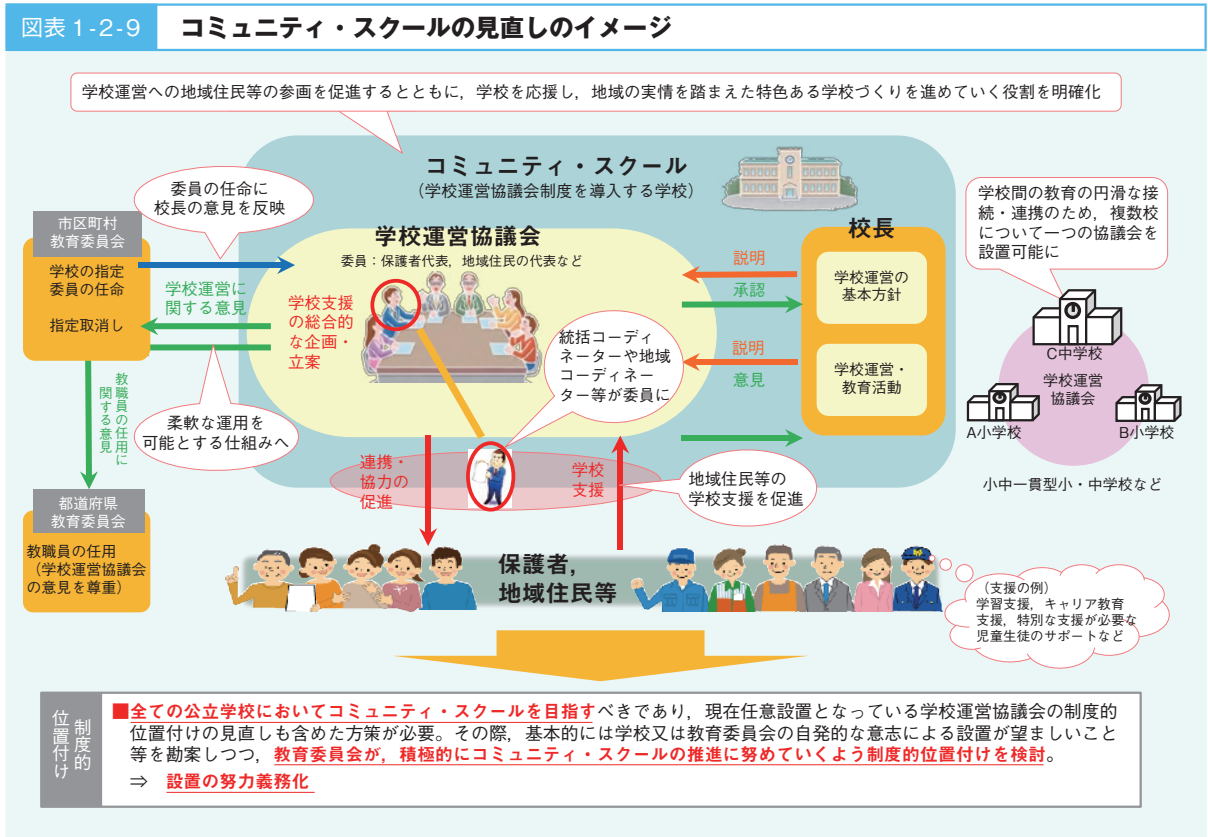 図表 1-2-9 コミュニティ・スクールの見直しのイメージ
学校運営への地域住民等の参画を促進するとともに，学校を応援し，地域の実情を踏まえた特色ある学校づくりを進めていく役割を明確化
コミュニティ・スクール
（学校運営協議会制度を導入する学校）
委員の任命に
校長の意見を反映
市区町村
教育委員会
学校の指定
委員の任命
指定取消し
学校運営に
関する意見
学校運営協議会
委員：保護者代表，地域住民の代表など
学校支援
の総合的
な企画・
立案
統括コーディ
ネーターや地域
コーディネー
ター等が委員に
説明
承認
説明
意見
校長
学校運営の
基本方針
学校運営・
教育活動
学校間の教育の円滑な接
続・連携のため，複数校
について一つの協議会を
設置可能に
C中学校
学校運営
協議会
A小学校
B小学校
小中一貫型小・中学校など
教職員の任用に
関する意見
柔軟な運用を
可能とする仕組みへ
都道府県
教育委員会
教職員の任用
（学校運営協議会
の意見を尊重）
連携・
協力の
促進
学校
支援
地域住民等の
学校支援を促進
保護者，
地域住民等
（支援の例）
学習支援，キャリア教育
支援，特別な支援が必要な
児童生徒のサポートなど
制度的
位置付け
■全ての公立学校においてコミュニティ・スクールを目指すべきであり，現在任意設置となっている学校運営協議会の制度的
位置付けの見直しも含めた方策が必要。その際，基本的には学校又は教育委員会の自発的な意志による設置が望ましいこと
等を勘案しつつ，教育委員会が，積極的にコミュニティ・スクールの推進に努めていくよう制度的位置付けを検討。
⇒ 設置の努力義務化